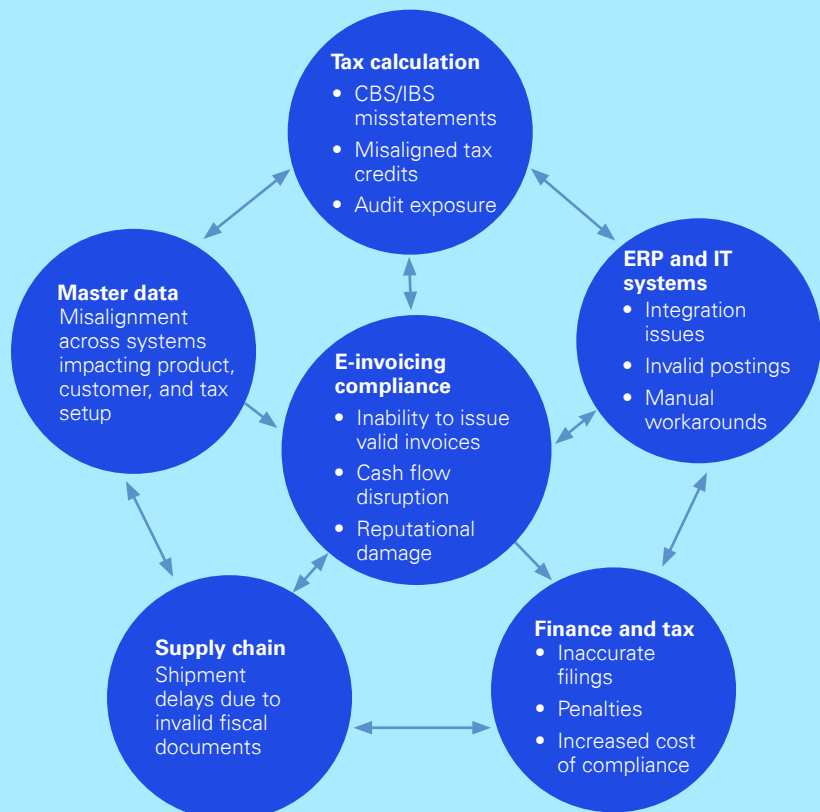 Tax calculation
• CBS/IBS
misstatements
• Misaligned tax
credits
• Audit exposure
Master data
Misalignment
across systems
impacting product,
customer, and tax
setup
ERP and IT
systems
• Integration
issues
• Invalid postings
• Manual
workarounds
E-invoicing
compliance
• Inability to issue
valid invoices
• Cash flow
disruption
• Reputational
damage
Supply chain
Shipment
delays due to
invalid fiscal
documents
Finance and tax
• Inaccurate
filings
• Penalties
• Increased cost
of compliance